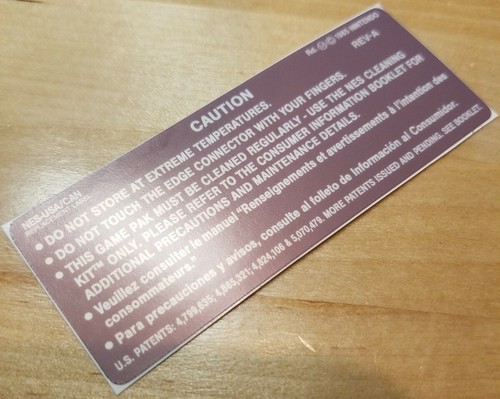 Rd. ® © 1985 NINTENDO
NES-USA/CAN
REV-A
CAUTION
• DO NOT STORE AT EXTREME TEMPERATURES.
• DO NOT TOUCH THE EDGE CONNECTOR WITH YOUR FINGERS.
• THIS GAME PAK MUST BE CLEANED REGULARLY - USE THE NES CLEANING
KIT™ ONLY. PLEASE REFER TO THE CONSUMER INFORMATION BOOKLET FOR
ADDITIONAL PRECAUTIONS AND MAINTENANCE DETAILS.
• Veuillez consulter le manuel "Renseignements et avertissements à l'intention des
consommateurs."
• Para precauciones y avisos, consulte al folleto de Información al Consumidor.
U.S. PATENTS: 4,799,635; 4,865,321; 4,824,106 & 5,070,479. MORE PATENTS ISSUED AND PENDING. SEE BOOKLET.